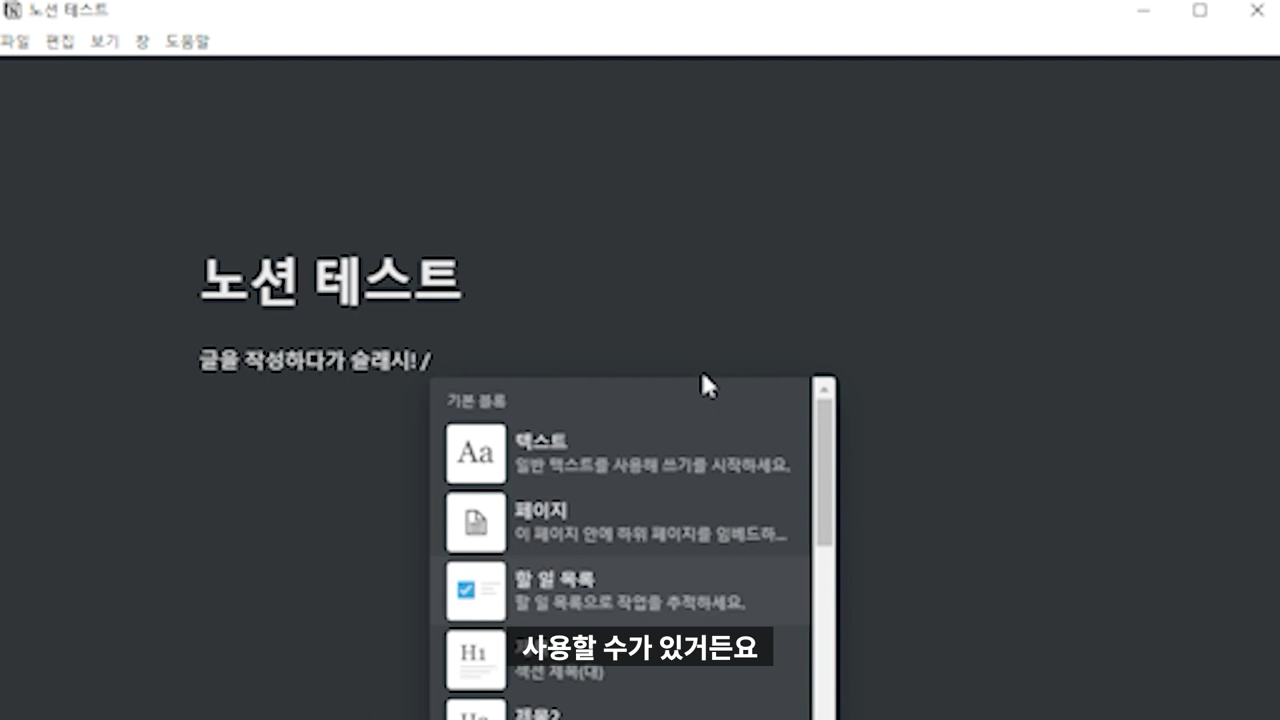 노션 테스트
파일 편집 보기 창 도움말
노션 테스트
글을 작성하다가 슬래시! /
기본 블록
Aa
텍스트
일반 텍스트를 사용해 쓰기를 시작하세요.
페이지
이 페이지 안에 하위 페이지를 임베드하...
할 일 목록
할 일 목록으로 작업을 추적하세요.
H1
사용할 수가 있거든요
섹션 제목(대)
제목2